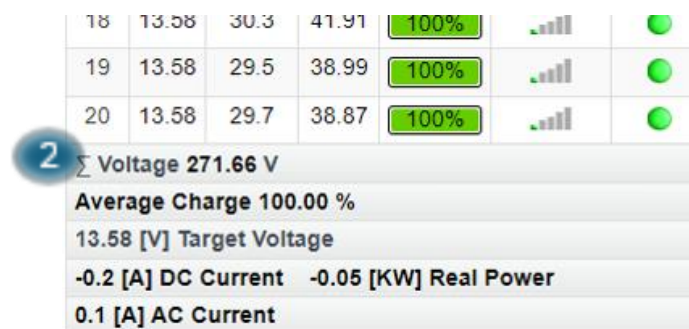 18 13.58 30.3 41.91 100%
19 13.58 29.5 38.99 100%
20 13.58 29.7 38.87 100%
2
∑ Voltage 271.66 V
Average Charge 100.00 %
13.58 [V] Target Voltage
-0.2 [A] DC Current -0.05 [KW] Real Power
0.1 [A] AC Current